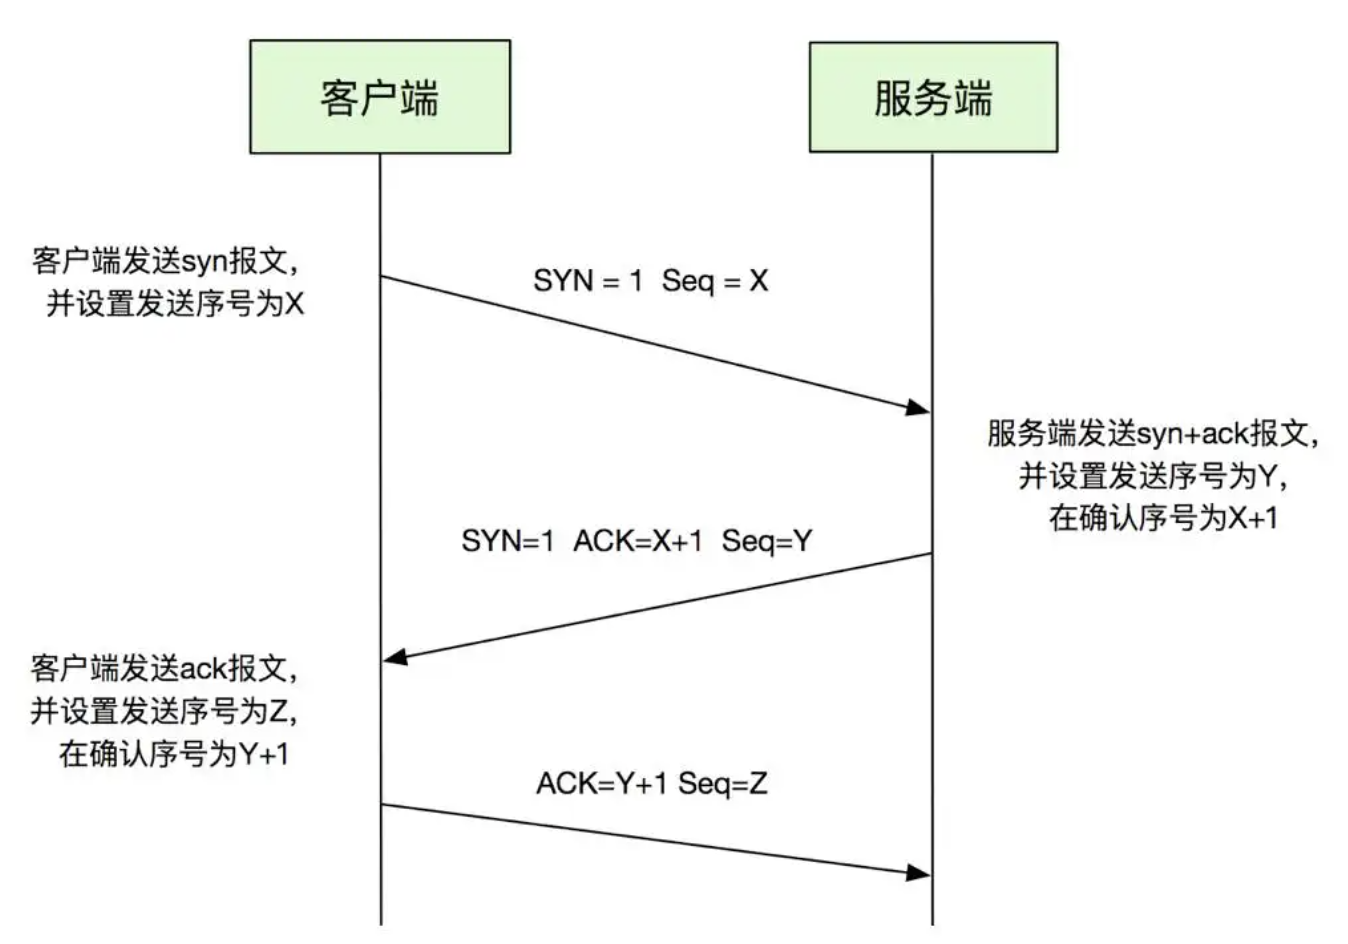 客户端
服务端
客户端发送syn报文，
并设置发送序号为X
SYN = 1  Seq = X
服务端发送syn+ack报文，
并设置发送序号为Y，
在确认序号为X+1
SYN=1  ACK=X+1  Seq=Y
客户端发送ack报文，
并设置发送序号为Z，
在确认序号为Y+1
ACK=Y+1 Seq=Z